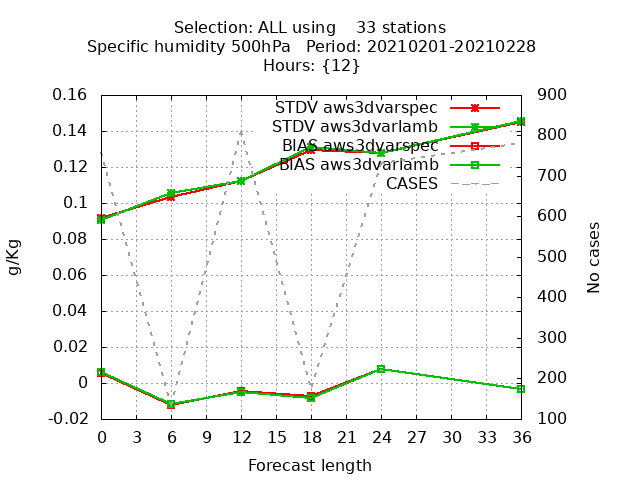 Selection: ALL using    33 stations
Specific humidity 500hPa   Period: 20210201-20210228
Hours: {12}
0.16
0.14
0.12
0.1
0.08
0.06
0.04
0.02
0
-0.02
g/Kg
STDV aws3dvarspec
STDV aws3dvarlamb
BIAS aws3dvarspec
BIAS aws3dvarlamb
CASES
900
800
700
600
500
400
300
200
100
No cases
0 3 6 9 12 15 18 21 24 27 30 33 36
Forecast length